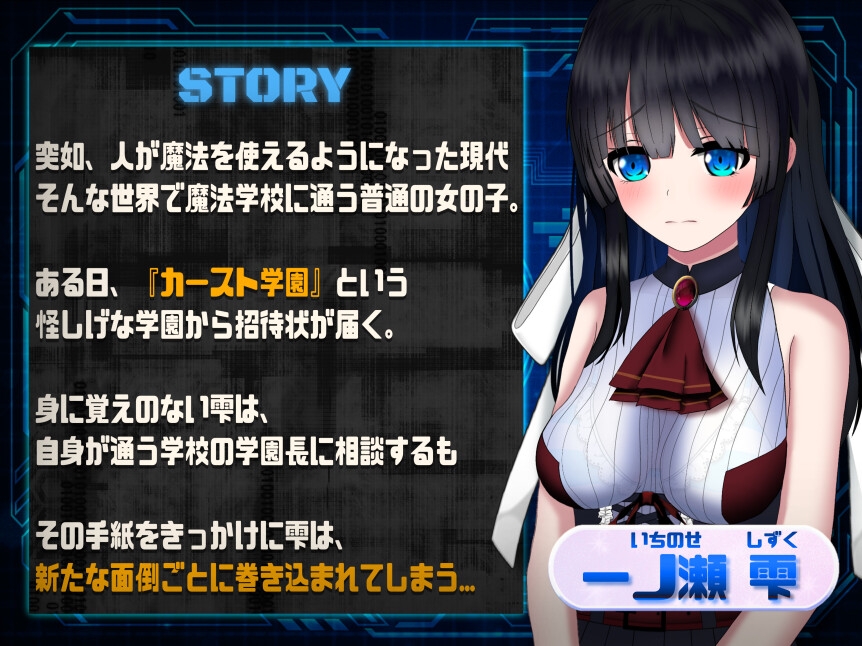 STORY
突如、人が魔法を使えるようになった現代
そんな世界で魔法学校に通う普通の女の子。
ある日、『カースト学園』という
怪しげな学園から招待状が届く。
身に覚えのない雫は、
自身が通う学校の学園長に相談するも
その手紙をきっかけに雫は、
新たな面倒ごとに巻き込まれてしまう...
いちのせ しずく
一ノ瀬 雫